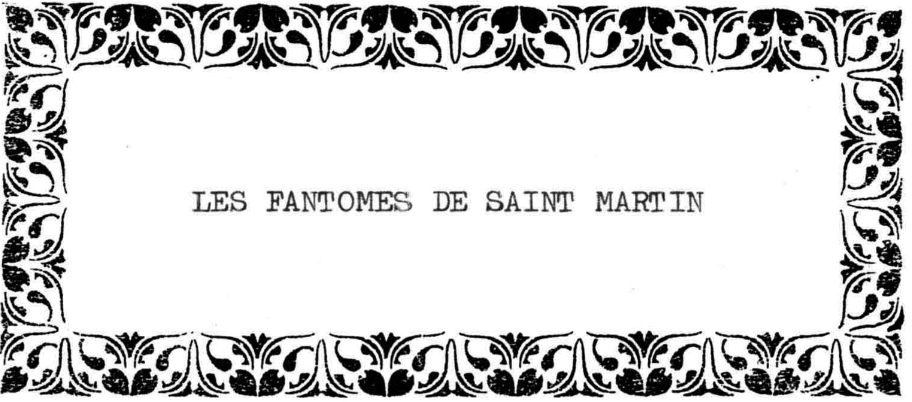 LES FANTOMES DE SAINT MARTIN